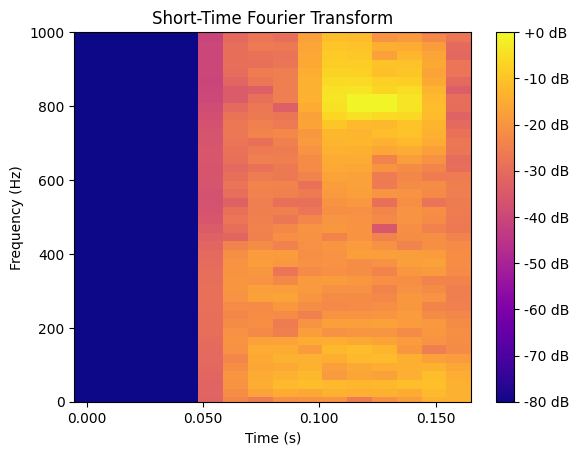 Short-Time Fourier Transform
1000
800
600
400
200
0
Frequency (Hz)
0.000
0.050
0.100
0.150
Time (s)
+0 dB
-10 dB
-20 dB
-30 dB
-40 dB
-50 dB
-60 dB
-70 dB
-80 dB